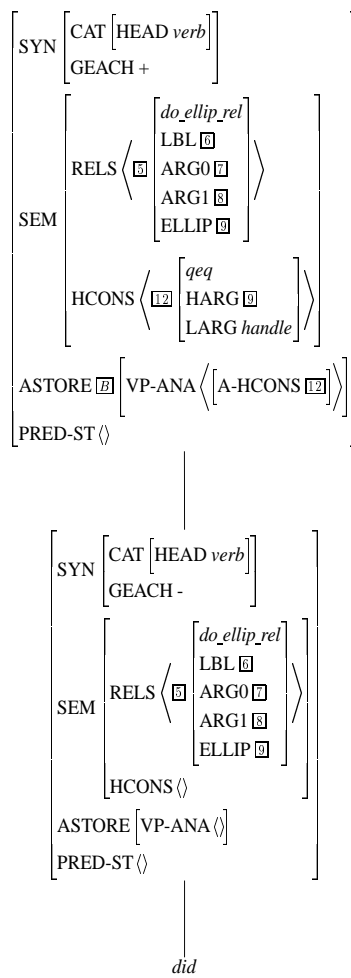 SYN [CAT [HEAD verb]
GEACH +]
SEM [RELS ⟨ 5 [do_ellip_rel
LBL 6
ARG0 7
ARG1 8
ELLIP 9] ⟩
HCONS ⟨ 12 [qeq
HARG 9
LARG handle] ⟩]
ASTORE B [VP-ANA ⟨[A-HCONS 12]⟩]
PRED-ST ⟨⟩
SYN [CAT [HEAD verb]
GEACH -]
SEM [RELS ⟨ 5 [do_ellip_rel
LBL 6
ARG0 7
ARG1 8
ELLIP 9] ⟩
HCONS ⟨⟩]
ASTORE [VP-ANA ⟨⟩]
PRED-ST ⟨⟩
did